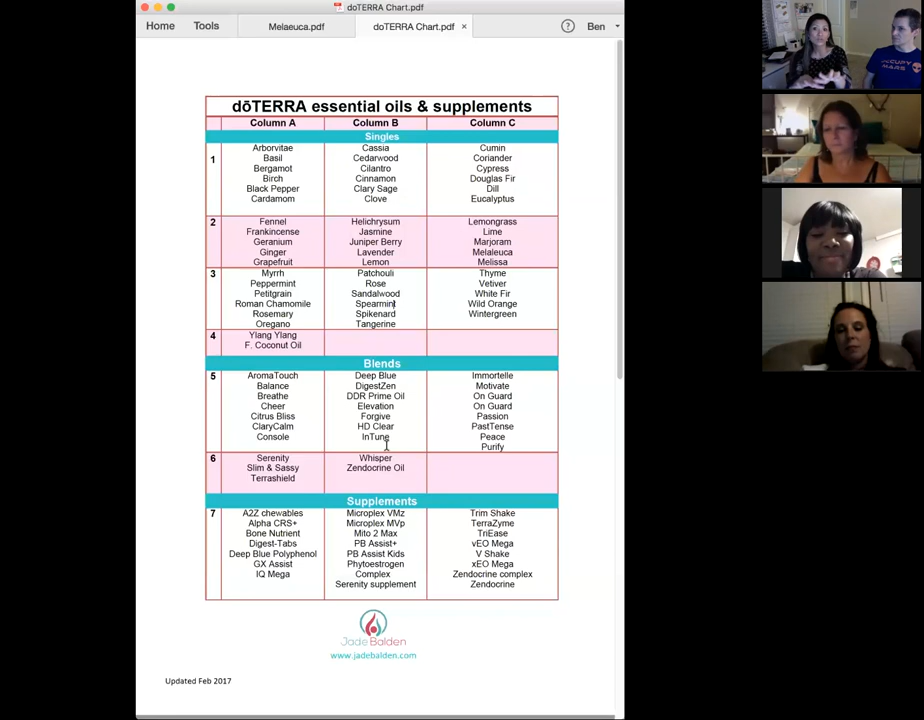 doTERRA Chart.pdf
Home Tools Melaeuca.pdf doTERRA Chart.pdf × ? Ben
dōTERRA essential oils & supplements
Column A Column B Column C
Singles
1
Arborvitae Cassia Cumin
Basil Cedarwood Coriander
Bergamot Cilantro Cypress
Birch Cinnamon Douglas Fir
Black Pepper Clary Sage Dill
Cardamom Clove Eucalyptus
2
Fennel Helichrysum Lemongrass
Frankincense Jasmine Lime
Geranium Juniper Berry Marjoram
Ginger Lavender Melaleuca
Grapefruit Lemon Melissa
3
Myrrh Patchouli Thyme
Peppermint Rose Vetiver
Petitgrain Sandalwood White Fir
Roman Chamomile Spearmint Wild Orange
Rosemary Spikenard Wintergreen
Oregano Tangerine
4
Ylang Ylang
F. Coconut Oil
Blends
5
AromaTouch Deep Blue Immortelle
Balance DigestZen Motivate
Breathe DDR Prime Oil On Guard
Cheer Elevation On Guard
Citrus Bliss Forgive Passion
ClaryCalm HD Clear PastTense
Console InTune Peace
Purify
6
Serenity Whisper
Slim & Sassy Zendocrine Oil
Terrashield
Supplements
7
A2Z chewables Microplex VMz Trim Shake
Alpha CRS+ Microplex MVp TerraZyme
Bone Nutrient Mito 2 Max TriEase
Digest-Tabs PB Assist+ vEO Mega
Deep Blue Polyphenol PB Assist Kids V Shake
GX Assist Phytoestrogen xEO Mega
IQ Mega Complex Zendocrine complex
Serenity supplement Zendocrine
Jade Balden
www.jadebalden.com
Updated Feb 2017
OCCUPY
MARS